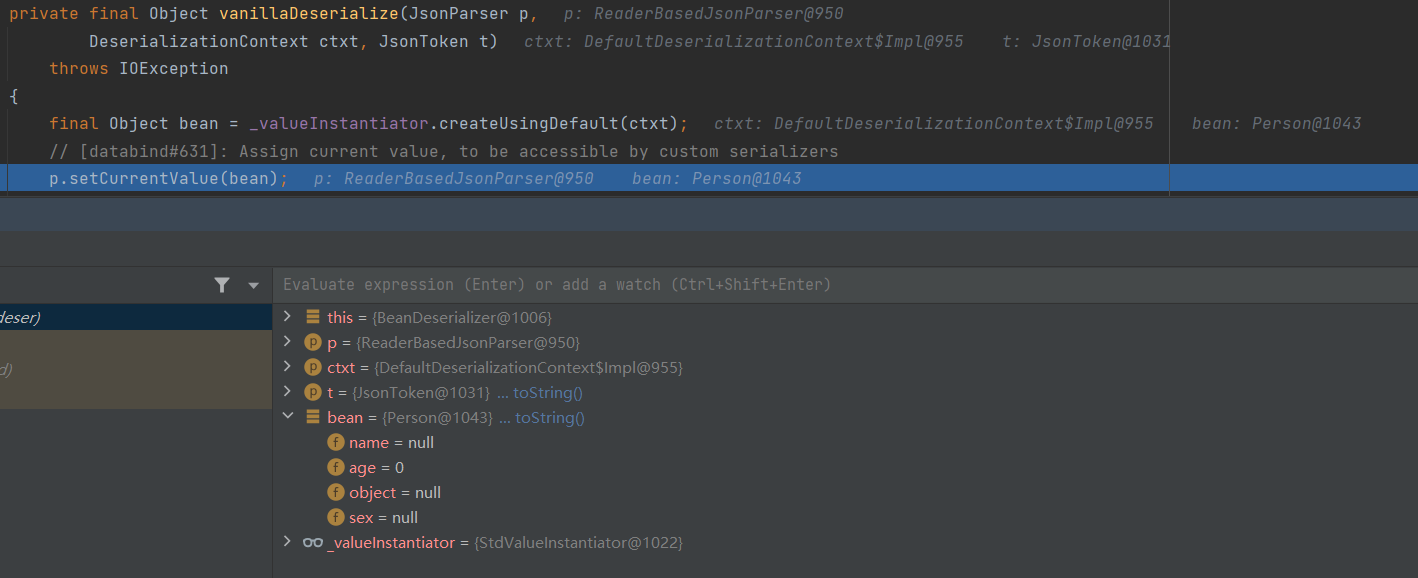 private final Object vanillaDeserialize(JsonParser p,   p: ReaderBasedJsonParser@950
        DeserializationContext ctxt, JsonToken t)   ctxt: DefaultDeserializationContext$Impl@955    t: JsonToken@1031
    throws IOException
{
    final Object bean = _valueInstantiator.createUsingDefault(ctxt);   ctxt: DefaultDeserializationContext$Impl@955    bean: Person@1043
    // [databind#631]: Assign current value, to be accessible by custom serializers
    p.setCurrentValue(bean);   p: ReaderBasedJsonParser@950    bean: Person@1043
Evaluate expression (Enter) or add a watch (Ctrl+Shift+Enter)
deser)
this = {BeanDeserializer@1006}
p p = {ReaderBasedJsonParser@950}
d)
p ctxt = {DefaultDeserializationContext$Impl@955}
p t = {JsonToken@1031} ... toString()
bean = {Person@1043} ... toString()
f name = null
f age = 0
f object = null
f sex = null
_valueInstantiator = {StdValueInstantiator@1022}